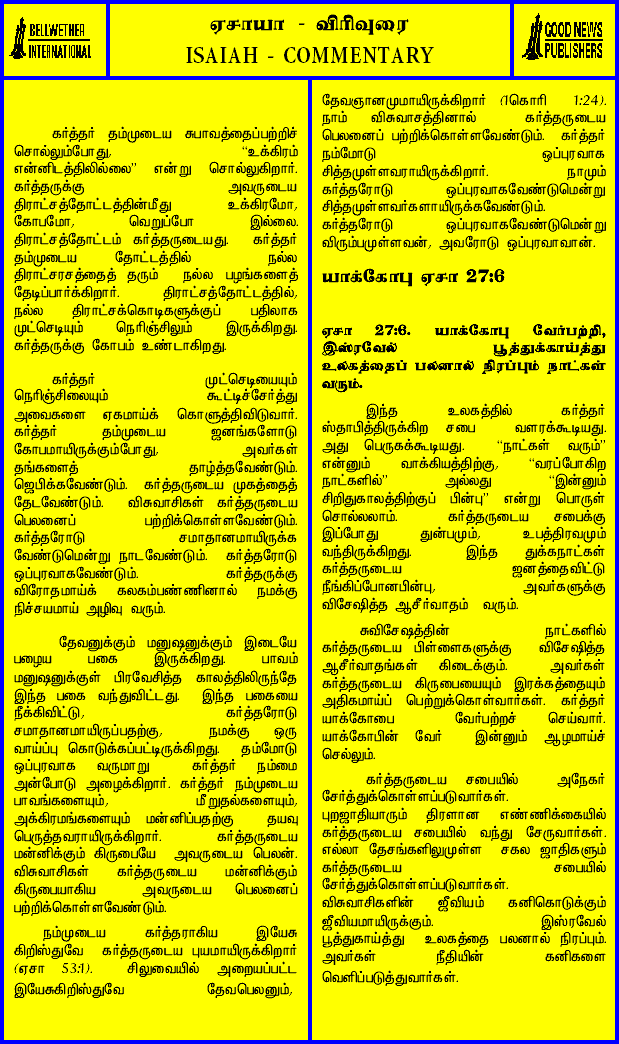 BELLWETHER
INTERNATIONAL
ஏசாயா - விரிவுரை
ISAIAH - COMMENTARY
GOOD NEWS
PUBLISHERS
கர்த்தர் தம்முடைய சுபாவத்தைப்பற்றிச்
சொல்லும்போது, “உக்கிரம்
என்னிடத்திலில்லை” என்று சொல்லுகிறார்.
கர்த்தருக்கு அவருடைய
திராட்சத்தோட்டத்தின்மீது உக்கிரமோ,
கோபமோ, வெறுப்போ இல்லை.
திராட்சத்தோட்டம் கர்த்தருடையது. கர்த்தர்
தம்முடைய தோட்டத்தில் நல்ல
திராட்சரசத்தைத் தரும் நல்ல பழங்களைத்
தேடிப்பார்க்கிறார். திராட்சத்தோட்டத்தில்,
நல்ல திராட்சக்கொடிகளுக்குப் பதிலாக
முட்செடியும் நெரிஞ்சிலும் இருக்கிறது.
கர்த்தருக்கு கோபம் உண்டாகிறது.
கர்த்தர் முட்செடியையும்
நெரிஞ்சிலையும் கூட்டிச்சேர்த்து
அவைகளை ஏகமாய்க் கொளுத்திவிடுவார்.
கர்த்தர் தம்முடைய ஜனங்களோடு
கோபமாயிருக்கும்போது, அவர்கள்
தங்களைத் தாழ்த்தவேண்டும்.
ஜெபிக்கவேண்டும். கர்த்தருடைய முகத்தைத்
தேடவேண்டும். விசுவாசிகள் கர்த்தருடைய
பெலனைப் பற்றிக்கொள்ளவேண்டும்.
கர்த்தரோடு சமாதானமாயிருக்க
வேண்டுமென்று நாடவேண்டும். கர்த்தரோடு
ஒப்புரவாகவேண்டும். கர்த்தருக்கு
விரோதமாய்க் கலகம்பண்ணினால் நமக்கு
நிச்சயமாய் அழிவு வரும்.
தேவனுக்கும் மனுஷனுக்கும் இடையே
பழைய பகை இருக்கிறது. பாவம்
மனுஷனுக்குள் பிரவேசித்த காலத்திலிருந்தே
இந்த பகை வந்துவிட்டது. இந்த பகையை
நீக்கிவிட்டு, கர்த்தரோடு
சமாதானமாயிருப்பதற்கு, நமக்கு ஒரு
வாய்ப்பு கொடுக்கப்பட்டிருக்கிறது. தம்மோடு
ஒப்புரவாக வருமாறு கர்த்தர் நம்மை
அன்போடு அழைக்கிறார். கர்த்தர் நம்முடைய
பாவங்களையும், மீறுதல்களையும்,
அக்கிரமங்களையும் மன்னிப்பதற்கு தயவு
பெருத்தவராயிருக்கிறார். கர்த்தருடைய
மன்னிக்கும் கிருபையே அவருடைய பெலன்.
விசுவாசிகள் கர்த்தருடைய மன்னிக்கும்
கிருபையாகிய அவருடைய பெலனைப்
பற்றிக்கொள்ளவேண்டும்.
நம்முடைய கர்த்தராகிய இயேசு
கிறிஸ்துவே கர்த்தருடைய புயமாயிருக்கிறார்
(ஏசா 53:1). சிலுவையில் அறையப்பட்ட
இயேசுகிறிஸ்துவே தேவபெலனும்,
தேவஞானமுமாயிருக்கிறார் (1கொரி 1:24).
நாம் விசுவாசத்தினால் கர்த்தருடைய
பெலனைப் பற்றிக்கொள்ளவேண்டும். கர்த்தர்
நம்மோடு ஒப்புரவாக
சித்தமுள்ளவராயிருக்கிறார். நாமும்
கர்த்தரோடு ஒப்புரவாகவேண்டுமென்று
சித்தமுள்ளவர்களாயிருக்கவேண்டும்.
கர்த்தரோடு ஒப்புரவாகவேண்டுமென்று
விரும்பமுள்ளவன், அவரோடு ஒப்புரவாவான்.
யாக்கோபு ஏசா 27:6
ஏசா 27:6. யாக்கோபு வேர்பற்றி,
இஸ்ரவேல் பூத்துக்காய்த்து
உலகத்தைப் பலனால் நிரப்பும் நாட்கள்
வரும்.
இந்த உலகத்தில் கர்த்தர்
ஸ்தாபித்திருக்கிற சபை வளரக்கூடியது.
அது பெருகக்கூடியது. “நாட்கள் வரும்”
என்னும் வாக்கியத்திற்கு, “வரப்போகிற
நாட்களில்” அல்லது “இன்னும்
சிறிதுகாலத்திற்குப் பின்பு” என்று பொருள்
சொல்லலாம். கர்த்தருடைய சபைக்கு
இப்போது துன்பமும், உபத்திரவமும்
வந்திருக்கிறது. இந்த துக்கநாட்கள்
கர்த்தருடைய ஜனத்தைவிட்டு
நீங்கிப்போனபின்பு, அவர்களுக்கு
விசேஷித்த ஆசீர்வாதம் வரும்.
சுவிசேஷத்தின் நாட்களில்
கர்த்தருடைய பிள்ளைகளுக்கு விசேஷித்த
ஆசீர்வாதங்கள் கிடைக்கும். அவர்கள்
கர்த்தருடைய கிருபையையும் இரக்கத்தையும்
அதிகமாய்ப் பெற்றுக்கொள்வார்கள். கர்த்தர்
யாக்கோபை வேர்பற்றச் செய்வார்.
யாக்கோபின் வேர் இன்னும் ஆழமாய்ச்
செல்லும்.
கர்த்தருடைய சபையில் அநேகர்
சேர்த்துக்கொள்ளப்படுவார்கள்.
புறஜாதியாரும் திரளான எண்ணிக்கையில்
கர்த்தருடைய சபையில் வந்து சேருவார்கள்.
எல்லா தேசங்களிலுமுள்ள சகல ஜாதிகளும்
கர்த்தருடைய சபையில்
சேர்த்துக்கொள்ளப்படுவார்கள்.
விசுவாசிகளின் ஜீவியம் கனிகொடுக்கும்
ஜீவியமாயிருக்கும். இஸ்ரவேல்
பூத்துகாய்த்து உலகத்தை பலனால் நிரப்பும்.
அவர்கள் நீதியின் கனிகளை
வெளிப்படுத்துவார்கள்.